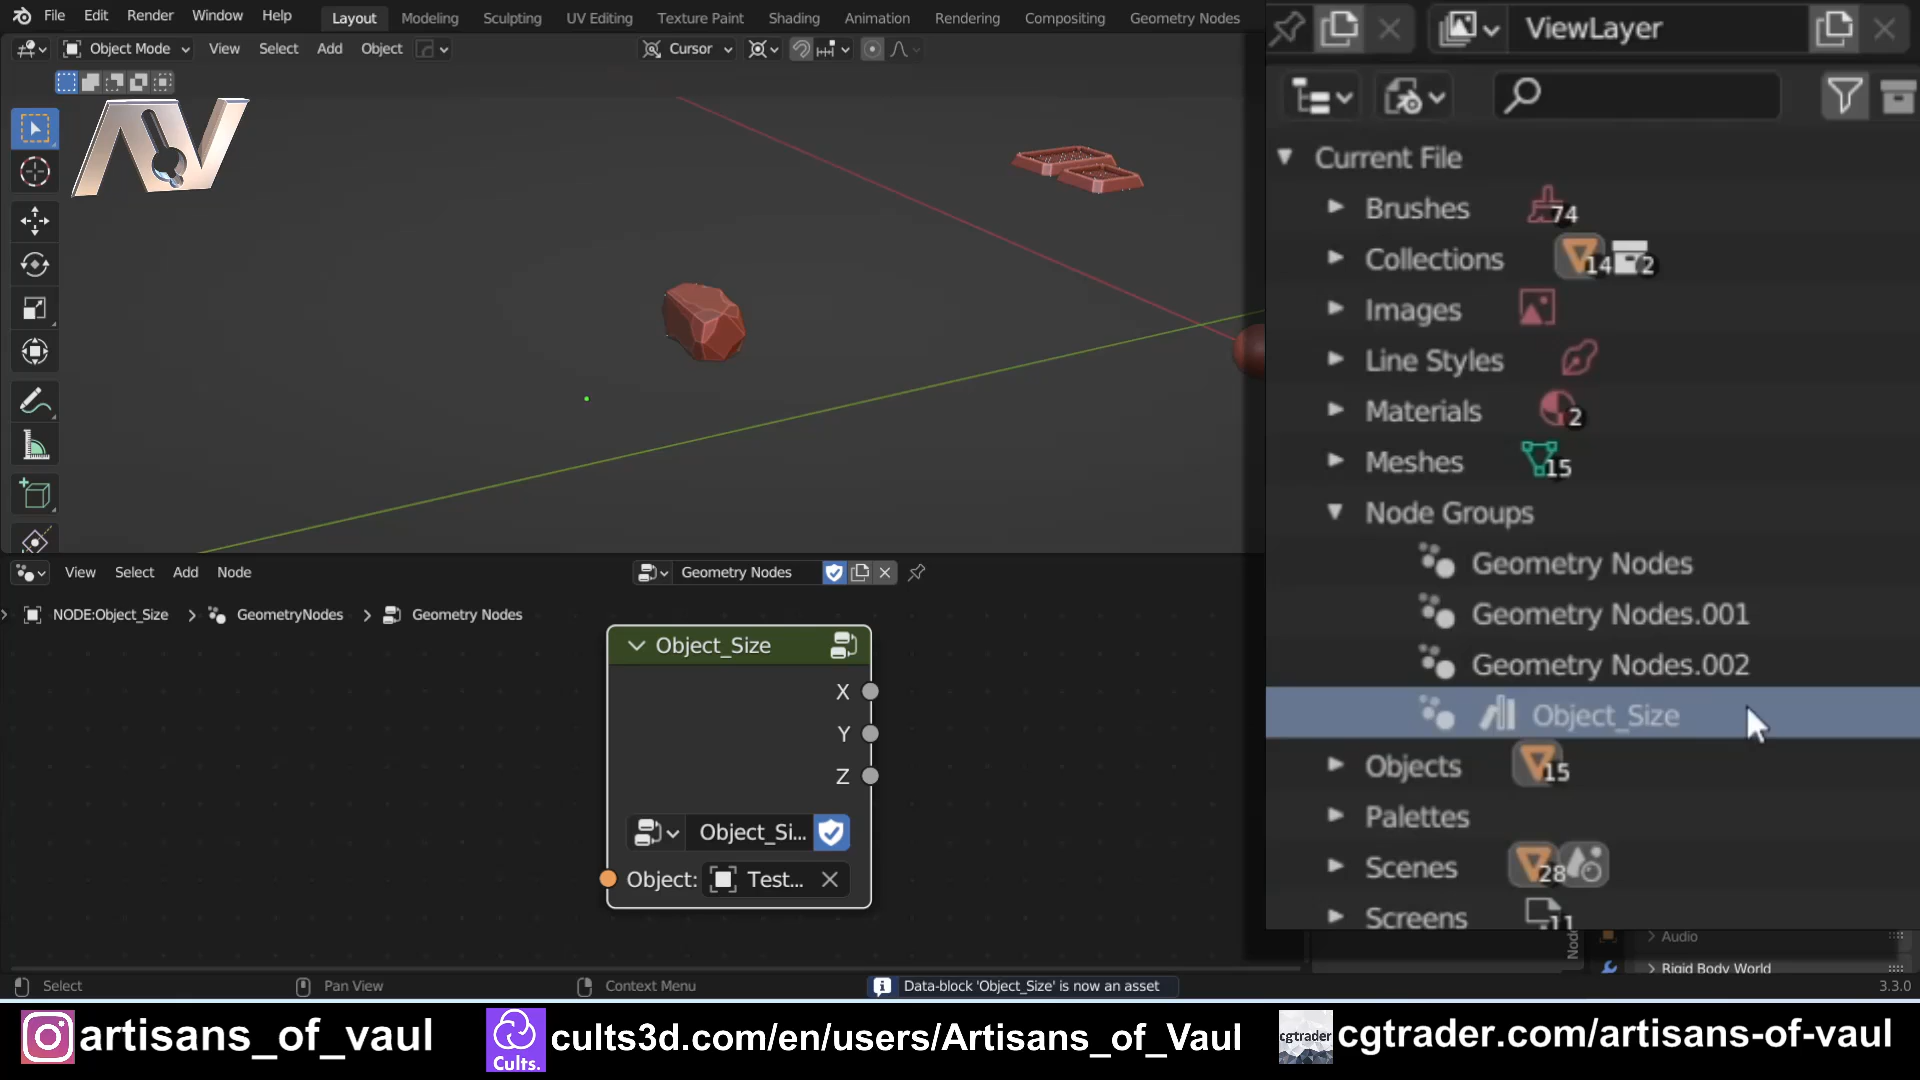 File Edit Render Window Help Layout Modeling Sculpting UV Editing Texture Paint Shading Animation Rendering Compositing Geometry Nodes
Object Mode View Select Add Object Cursor
AV
ViewLayer
Current File
Brushes 74
Collections 14 2
Images
Line Styles
Materials 2
Meshes 15
Node Groups
Geometry Nodes
Geometry Nodes.001
Geometry Nodes.002
Object_Size
Objects 15
Palettes
Scenes 28
Screens 11
View Select Add Node Geometry Nodes
NODE:Object_Size GeometryNodes Geometry Nodes
Object_Size
X
Y
Z
Object_Si...
Object: Test...
Node
Audio
Rigid Body World
Select Pan View Context Menu Data-block 'Object_Size' is now an asset 3.3.0
artisans_of_vaul Cults. cults3d.com/en/users/Artisans_of_Vaul cgtrader cgtrader.com/artisans-of-vaul